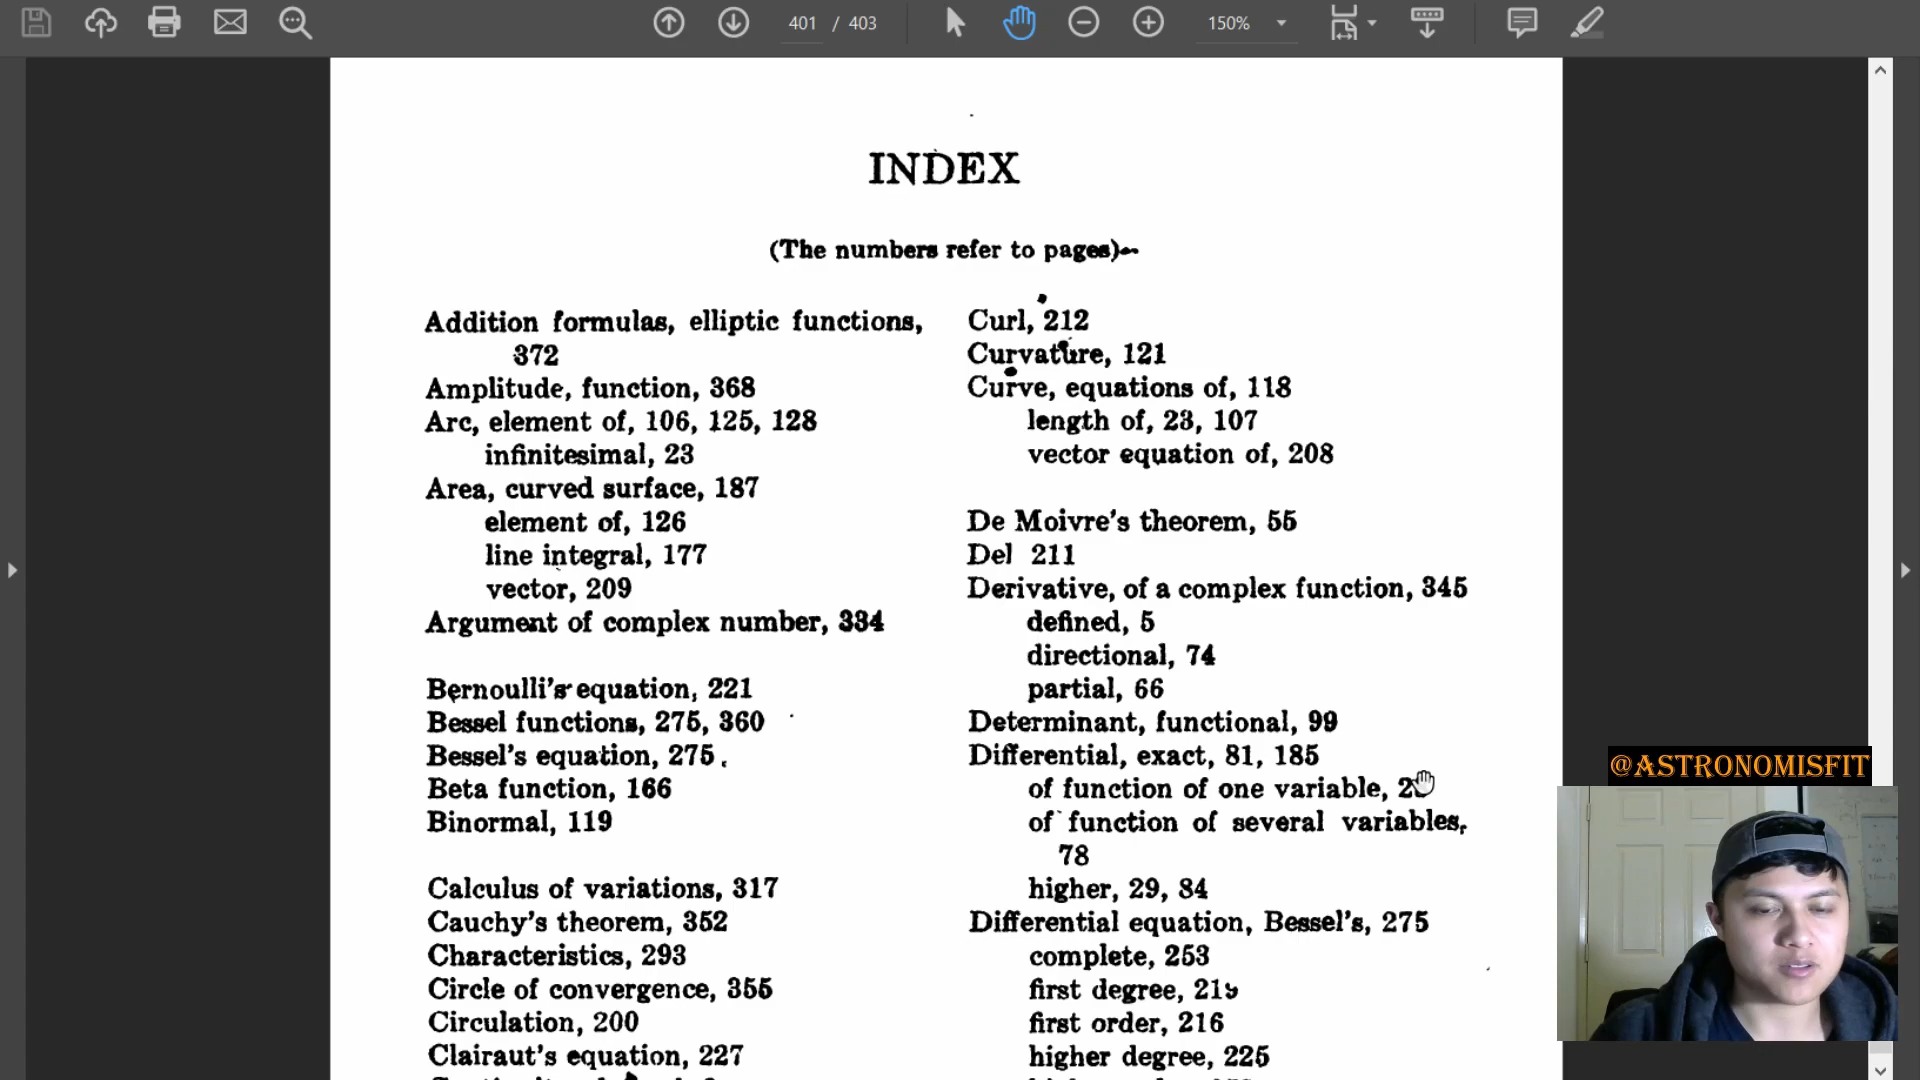 401 / 403
150%
INDEX
(The numbers refer to pages)
Addition formulas, elliptic functions,
372
Amplitude, function, 368
Arc, element of, 106, 125, 128
infinitesimal, 23
Area, curved surface, 187
element of, 126
line integral, 177
vector, 209
Argument of complex number, 334
Bernoulli's equation, 221
Bessel functions, 275, 360
Bessel's equation, 275
Beta function, 166
Binormal, 119
Calculus of variations, 317
Cauchy's theorem, 352
Characteristics, 293
Circle of convergence, 355
Circulation, 200
Clairaut's equation, 227
Curl, 212
Curvature, 121
Curve, equations of, 118
length of, 23, 107
vector equation of, 208
De Moivre's theorem, 55
Del 211
Derivative, of a complex function, 345
defined, 5
directional, 74
partial, 66
Determinant, functional, 99
Differential, exact, 81, 185
of function of one variable,
of function of several variables,
78
higher, 29, 84
Differential equation, Bessel's, 275
complete, 253
first degree,
first order, 216
higher degree, 225
@ASTRONOMISFIT